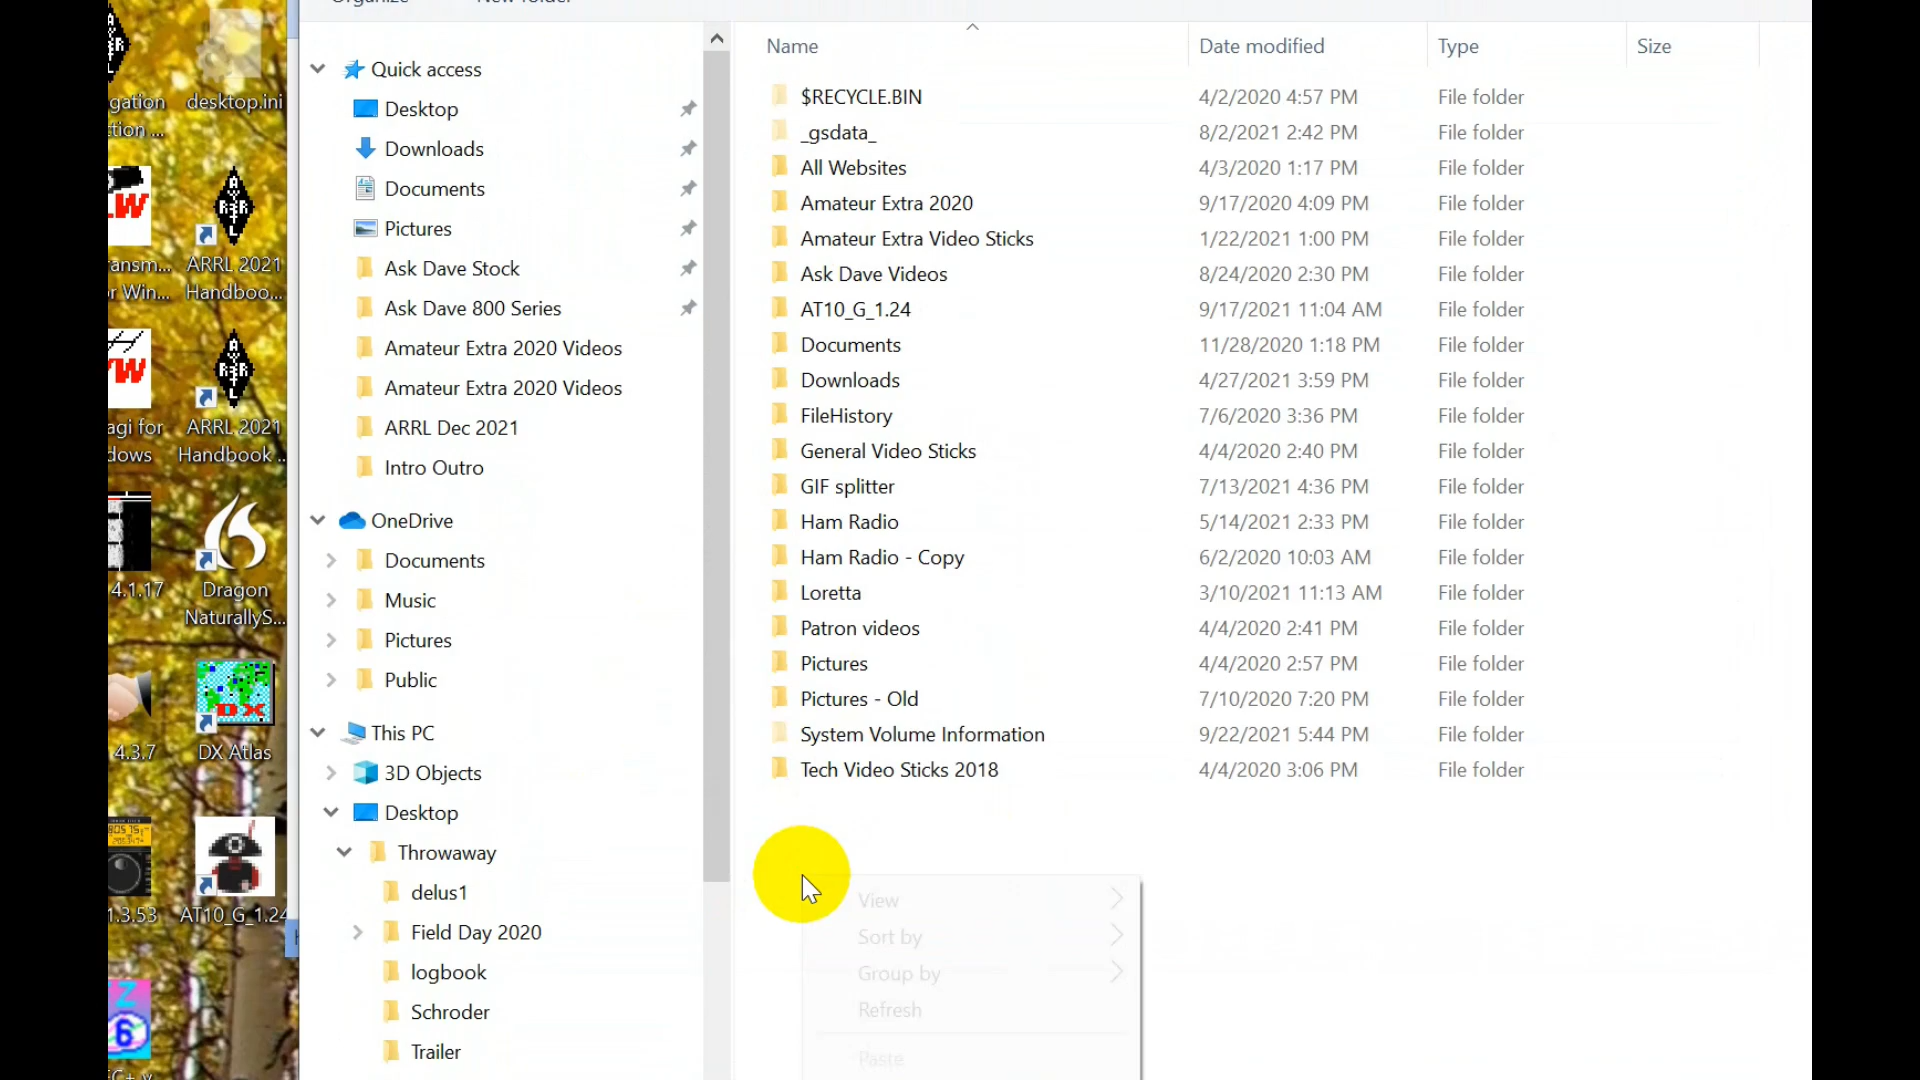 Organize
New folder
Name
Date modified
Type
Size
Quick access
Desktop
Downloads
Documents
Pictures
Ask Dave Stock
Ask Dave 800 Series
Amateur Extra 2020 Videos
Amateur Extra 2020 Videos
ARRL Dec 2021
Intro Outro
OneDrive
Documents
Music
Pictures
Public
This PC
3D Objects
Desktop
Throwaway
delus1
Field Day 2020
logbook
Schroder
Trailer
$RECYCLE.BIN 4/2/2020 4:57 PM File folder
_gsdata_ 8/2/2021 2:42 PM File folder
All Websites 4/3/2020 1:17 PM File folder
Amateur Extra 2020 9/17/2020 4:09 PM File folder
Amateur Extra Video Sticks 1/22/2021 1:00 PM File folder
Ask Dave Videos 8/24/2020 2:30 PM File folder
AT10_G_1.24 9/17/2021 11:04 AM File folder
Documents 11/28/2020 1:18 PM File folder
Downloads 4/27/2021 3:59 PM File folder
FileHistory 7/6/2020 3:36 PM File folder
General Video Sticks 4/4/2020 2:40 PM File folder
GIF splitter 7/13/2021 4:36 PM File folder
Ham Radio 5/14/2021 2:33 PM File folder
Ham Radio - Copy 6/2/2020 10:03 AM File folder
Loretta 3/10/2021 11:13 AM File folder
Patron videos 4/4/2020 2:41 PM File folder
Pictures 4/4/2020 2:57 PM File folder
Pictures - Old 7/10/2020 7:20 PM File folder
System Volume Information 9/22/2021 5:44 PM File folder
Tech Video Sticks 2018 4/4/2020 3:06 PM File folder
View
Sort by
Group by
Refresh
Paste
gation
ction ...
desktop.ini
ansm...
r Win...
ARRL 2021
Handboo...
agi for
dows
ARRL 2021
Handbook ...
4.1.17
Dragon
NaturallyS...
4.3.7
DX
DX Atlas
1.3.53
AT10_G_1.24